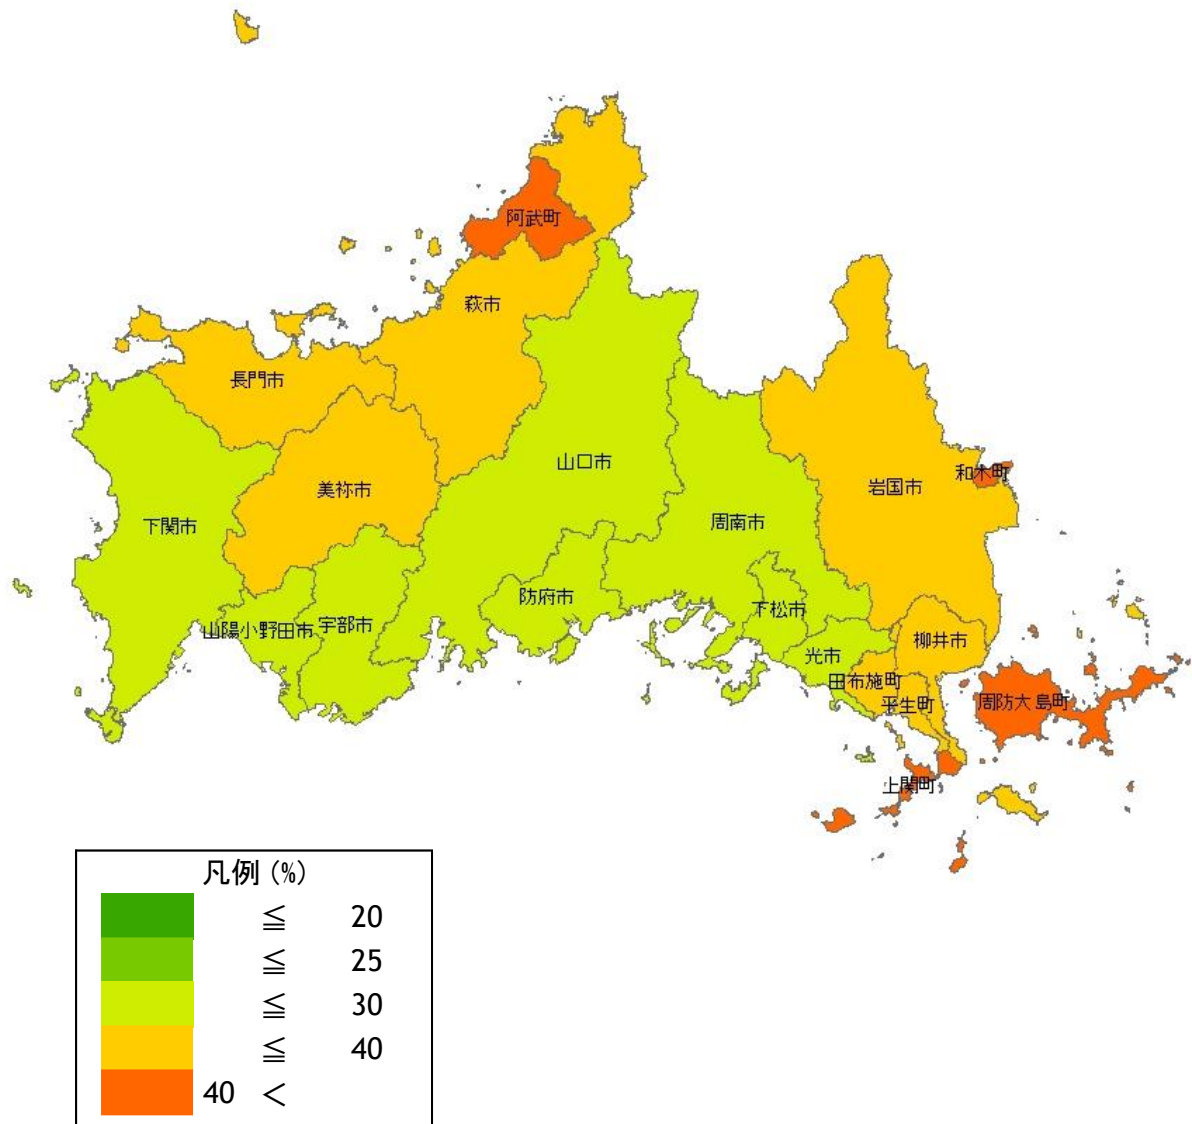 阿武町
萩市
長門市
山口市
和木町
岩国市
美祢市
周南市
下関市
防府市
下松市
山陽小野田市
宇部市
柳井市
光市
田布施町
周防大島町
平生町
上関町
凡例 (%)
≦ 20
≦ 25
≦ 30
≦ 40
40 <